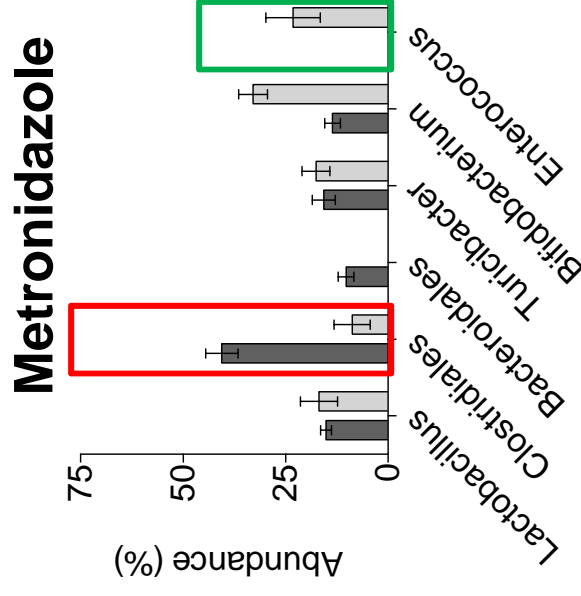 Metronidazole
Abundance (%)
75
50
25
0
Lactobacillus
Clostridiales
Bacteroidales
Turicibacter
Bifidobacterium
Enterococcus